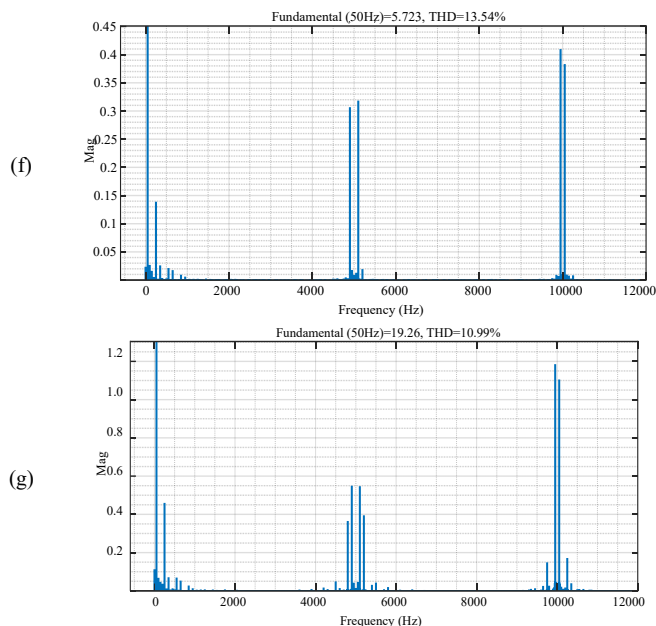 Fundamental (50Hz)=5.723, THD=13.54%
0.45
0.4
0.35
0.3
0.25
0.2
0.15
0.1
0.05
Mag
(f)
0 2000 4000 6000 8000 10000 12000
Frequency (Hz)
Fundamental (50Hz)=19.26, THD=10.99%
1.2
1.0
0.8
0.6
0.4
0.2
Mag
(g)
0 2000 4000 6000 8000 10000 12000
Frequency (Hz)